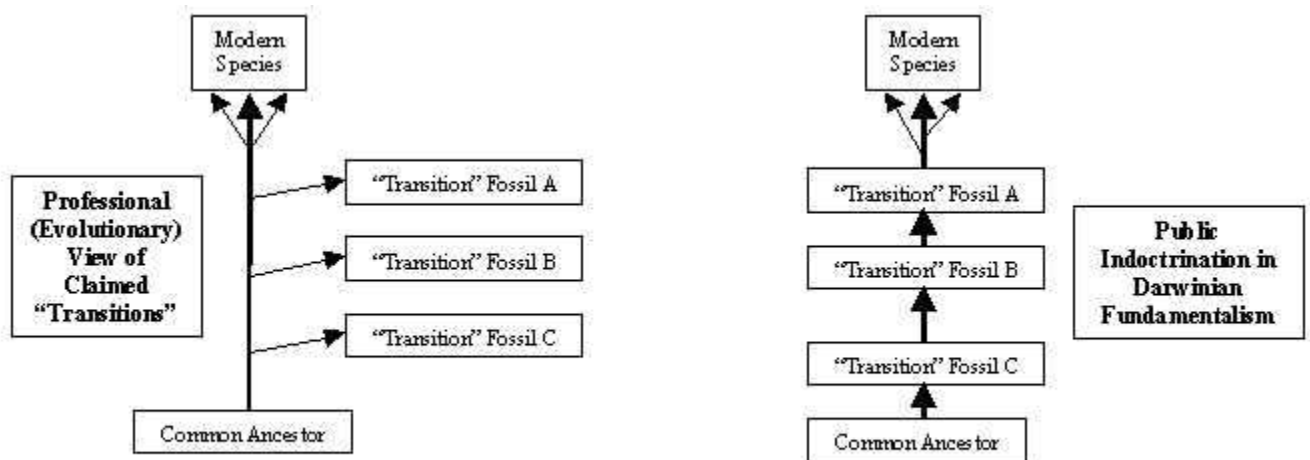 Modern
Species
"Transition" Fossil A
Professional
(Evolutionary)
View of
Claimed
"Transitions"
"Transition" Fossil B
"Transition" Fossil C
Common Ancestor
Modern
Species
"Transition" Fossil A
"Transition" Fossil B
Public
Indoctrination in
Darwinian
Fundamentalism
"Transition" Fossil C
Common Ancestor